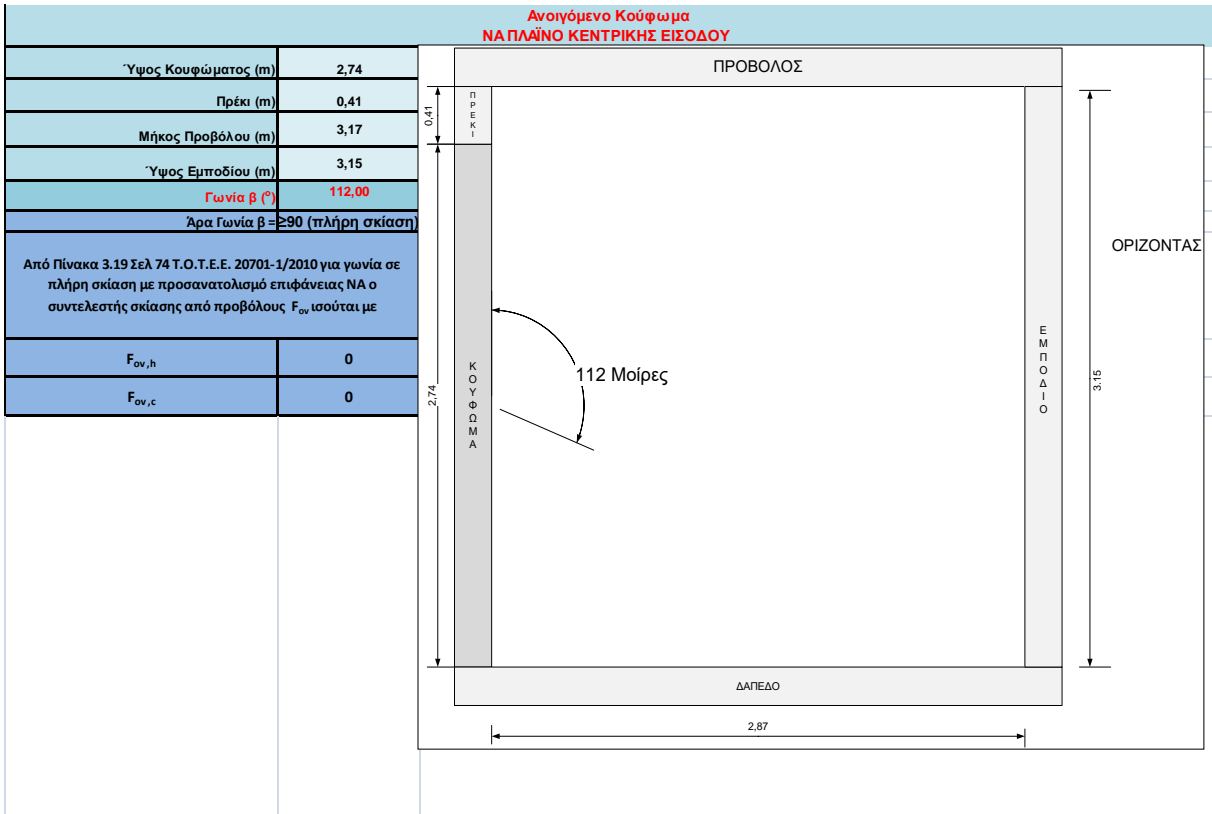 Ανοιγόμενο Κούφωμα
ΝΑ ΠΛΑΪΝΟ ΚΕΝΤΡΙΚΗΣ ΕΙΣΟΔΟΥ
Ύψος Κουφώματος (m) 2,74
Πρέκι (m) 0,41
Μήκος Προβόλου (m) 3,17
Ύψος Εμποδίου (m) 3,15
Γωνία β (°) 112,00
Άρα Γωνία β = ≥90 (πλήρη σκίαση)
Από Πίνακα 3.19 Σελ 74 Τ.Ο.Τ.Ε.Ε. 20701-1/2010 για γωνία σε
πλήρη σκίαση με προσανατολισμό επιφάνειας ΝΑ ο
συντελεστής σκίασης από προβόλους Fov ισούται με
Fov,h 0
Fov,c 0
ΠΡΟΒΟΛΟΣ
ΠΡΕΚΙ
0,41
ΚΟΥΦΩΜΑ
2,74
112 Μοίρες
ΕΜΠΟΔΙΟ
3.15
ΟΡΙΖΟΝΤΑΣ
ΔΑΠΕΔΟ
2,87